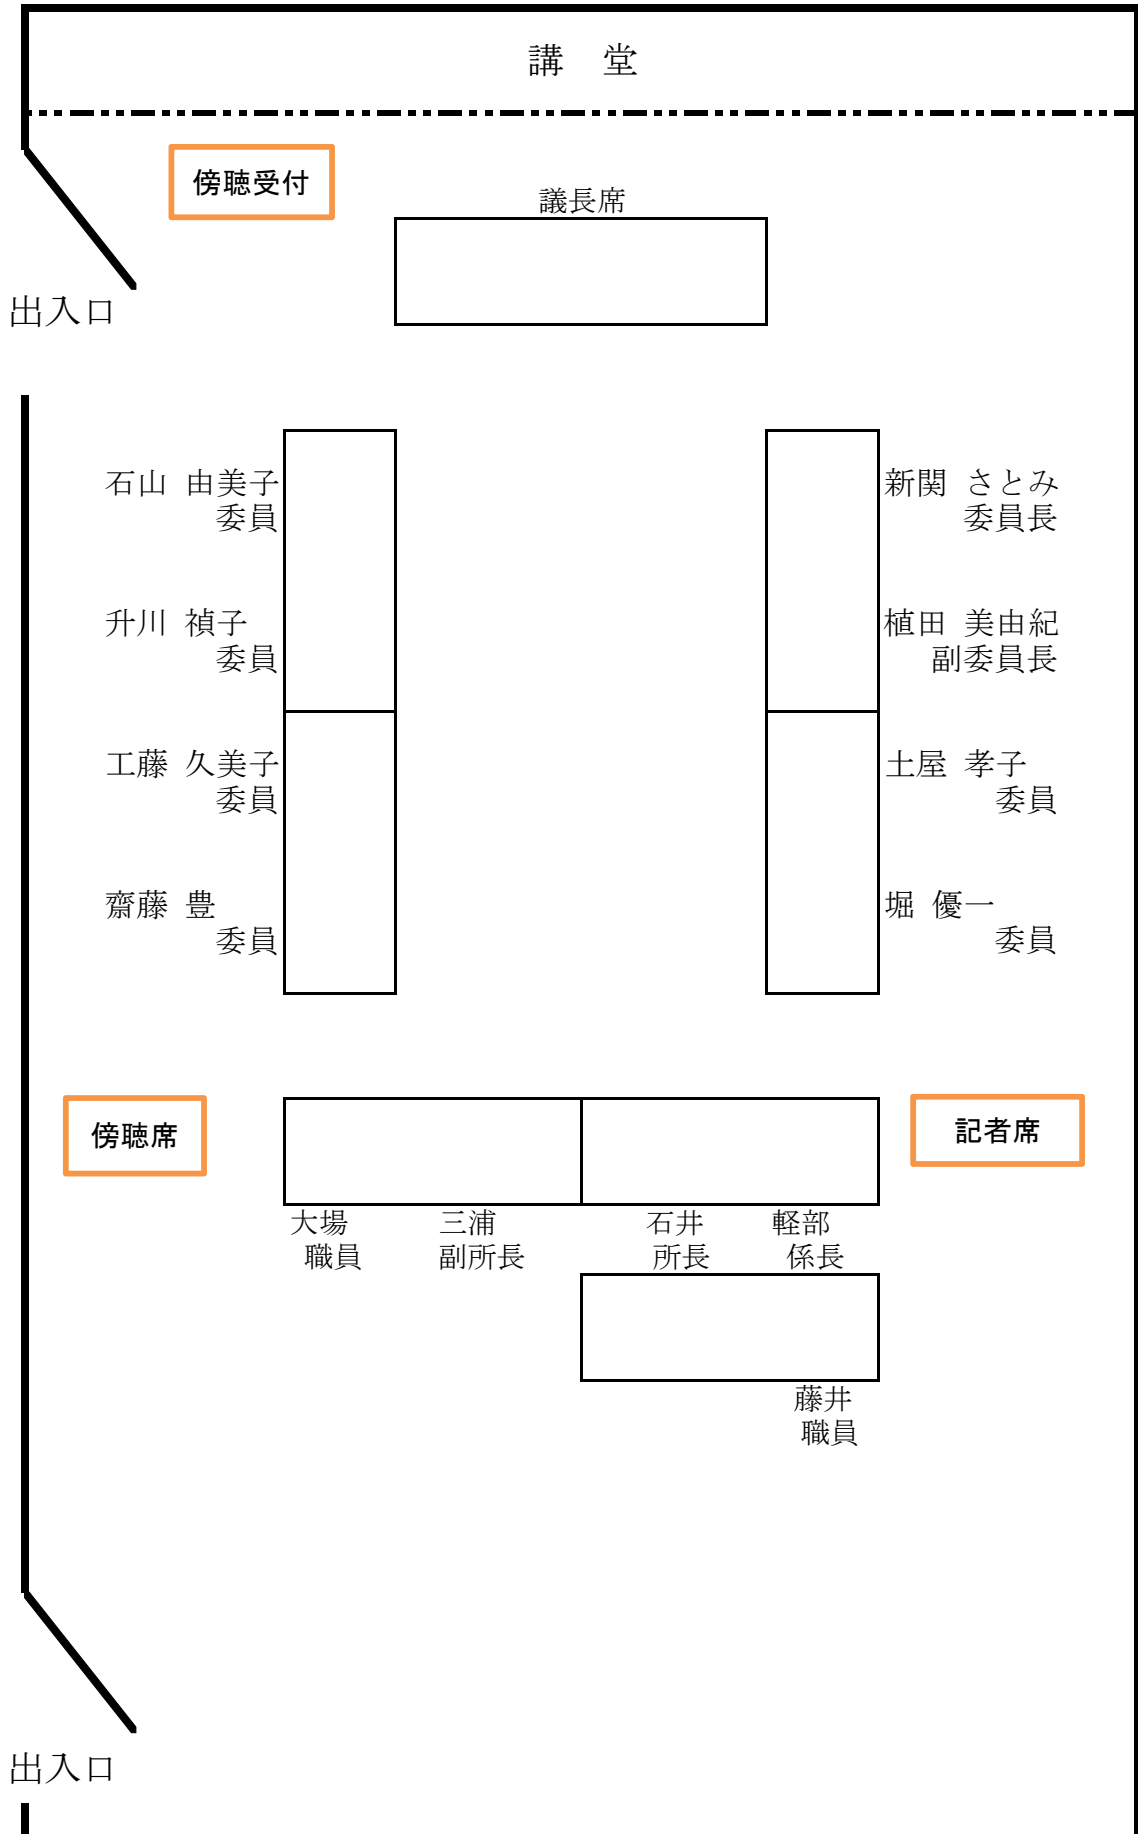 講　堂
傍聴受付
議長席
出入口
石山 由美子
委員
新関 さとみ
委員長
升川 禎子
委員
植田 美由紀
副委員長
工藤 久美子
委員
土屋 孝子
委員
齋藤 豊
委員
堀 優一
委員
傍聴席
記者席
大場
職員
三浦
副所長
石井
所長
軽部
係長
藤井
職員
出入口